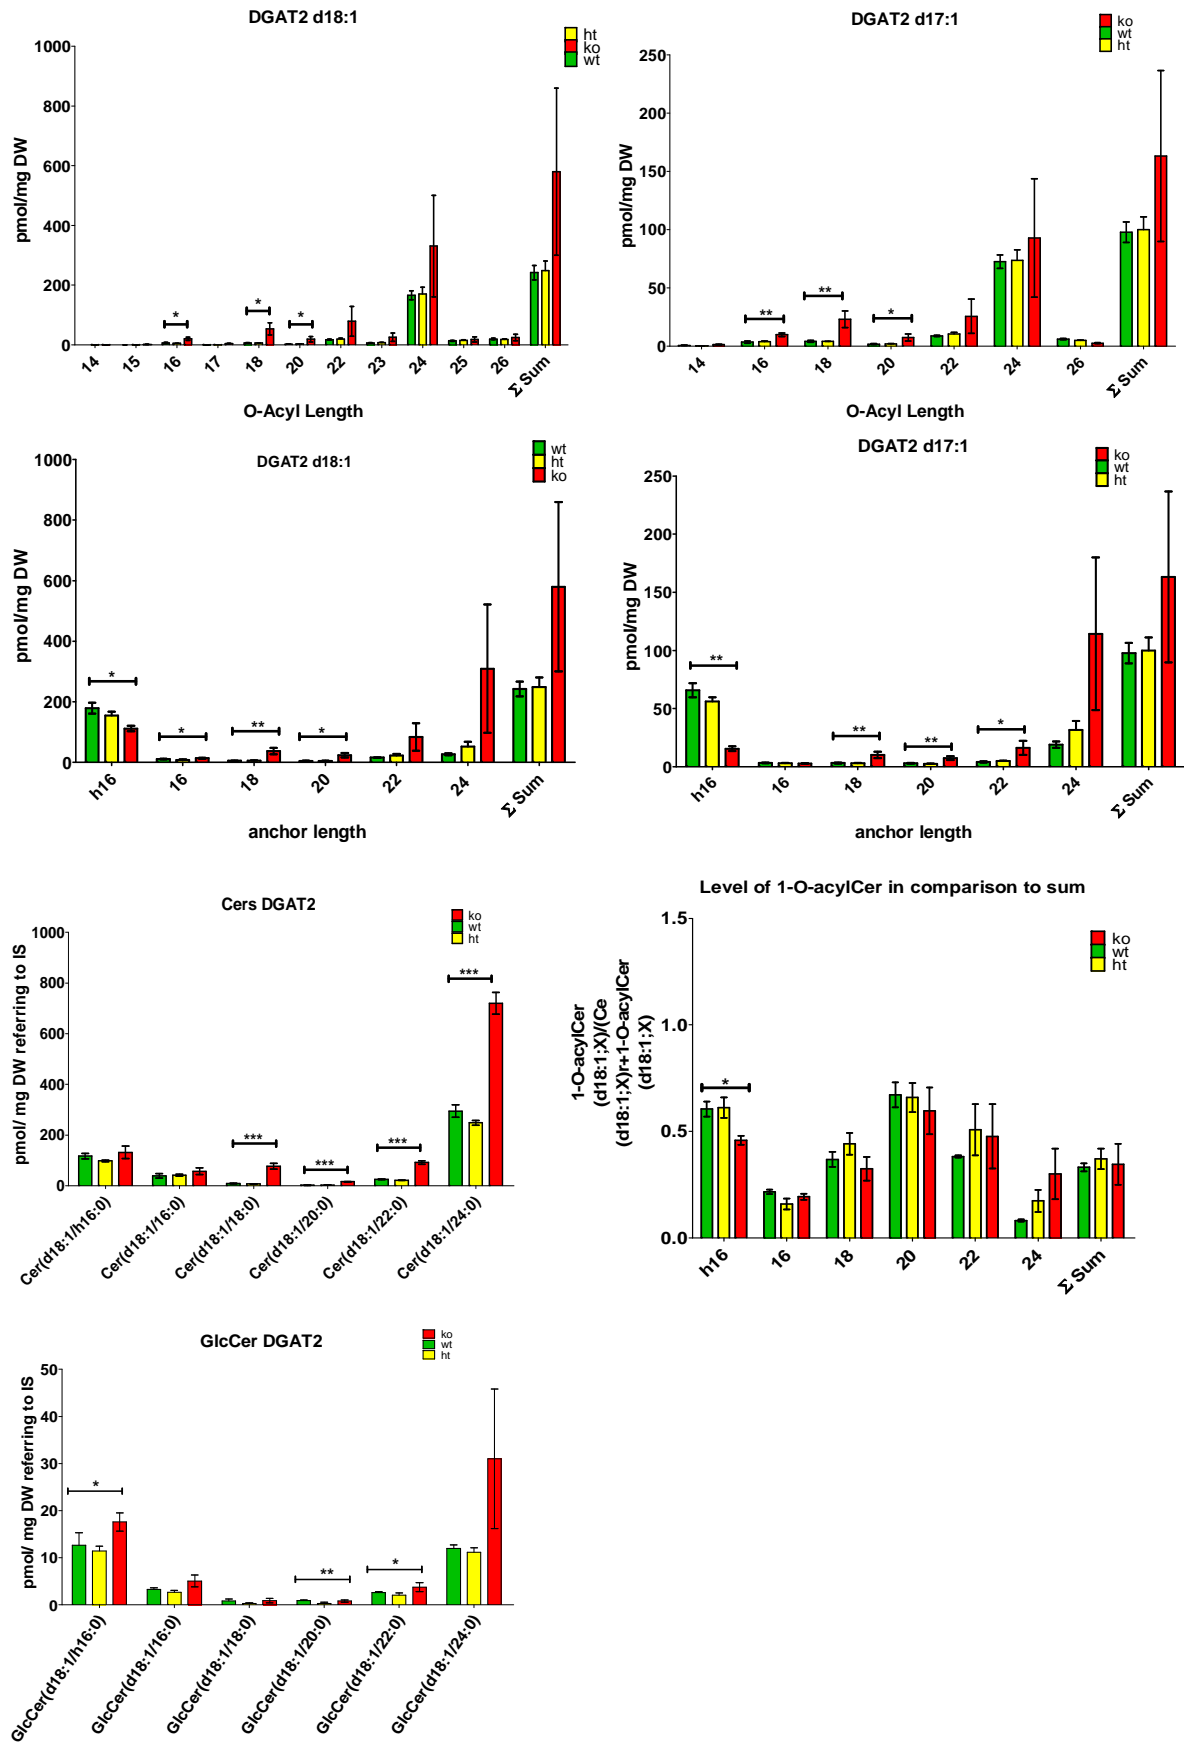 DGAT2 d18:1
ht
ko
wt
1000
800
600
400
200
0
pmol/mg DW
*
*
*
14
15
16
17
18
20
22
23
24
25
26
Σ Sum
O-Acyl Length
DGAT2 d17:1
ko
wt
ht
250
200
150
100
50
0
pmol/mg DW
**
**
*
14
16
18
20
22
24
26
Σ Sum
O-Acyl Length
DGAT2 d18:1
wt
ht
ko
1000
800
600
400
200
0
pmol/mg DW
*
*
**
*
h16
16
18
20
22
24
Σ Sum
anchor length
DGAT2 d17:1
ko
wt
ht
250
200
150
100
50
0
pmol/mg DW
**
**
**
*
h16
16
18
20
22
24
Σ Sum
anchor length
Cers DGAT2
ko
wt
ht
1000
800
600
400
200
0
pmol/ mg DW referring to IS
***
***
***
***
Cer(d18:1/h16:0)
Cer(d18:1/16:0)
Cer(d18:1/18:0)
Cer(d18:1/20:0)
Cer(d18:1/22:0)
Cer(d18:1/24:0)
Level of 1-O-acylCer in comparison to sum
ko
wt
ht
1.5
1.0
0.5
0.0
1-O-acylCer
(d18:1;X)/(Ce
(d18:1;X)r+1-O-acylCer
(d18:1;X)
*
h16
16
18
20
22
24
Σ Sum
GlcCer DGAT2
ko
wt
ht
50
40
30
20
10
0
pmol/ mg DW referring to IS
*
**
*
GlcCer(d18:1/h16:0)
GlcCer(d18:1/16:0)
GlcCer(d18:1/18:0)
GlcCer(d18:1/20:0)
GlcCer(d18:1/22:0)
GlcCer(d18:1/24:0)